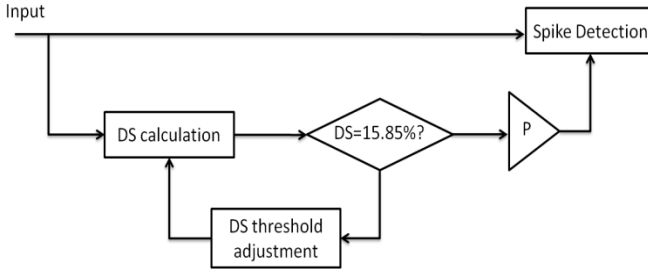 Input
Spike Detection
DS calculation
DS=15.85%?
P
DS threshold
adjustment